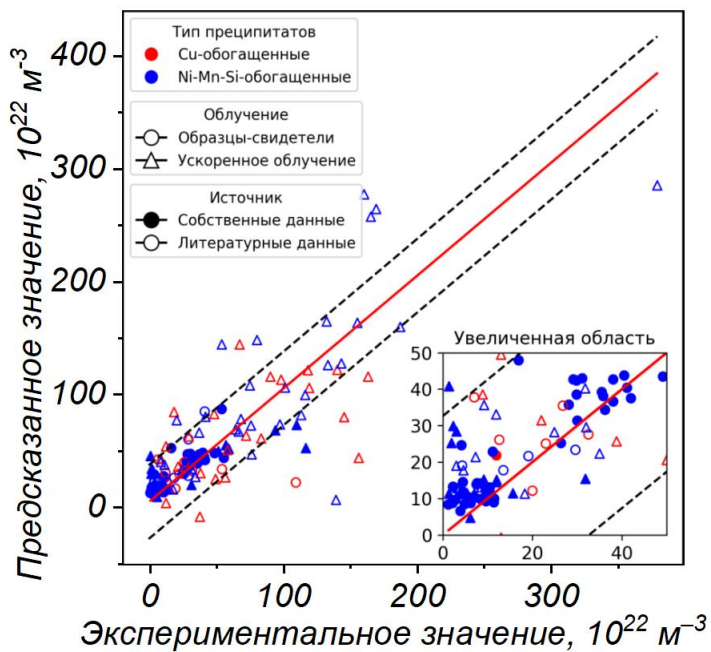 400
300
200
100
0
Предсказанное значение, 10²² м⁻³
Тип преципитатов
Cu-обогащенные
Ni-Mn-Si-обогащенные
Облучение
Образцы-свидетели
Ускоренное облучение
Источник
Собственные данные
Литературные данные
Увеличенная область
50
40
30
20
10
0
0 20 40
0 100 200 300
Экспериментальное значение, 10²² м⁻³